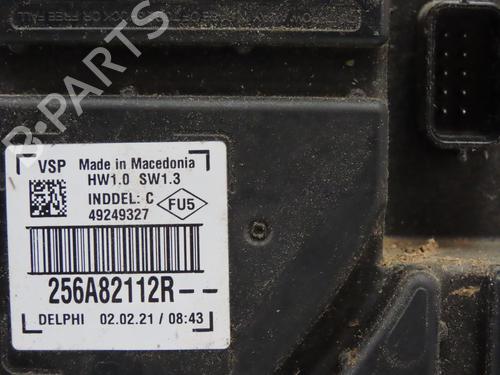 VSP Made in Macedonia
HW1.0 SW1.3
INDDEL: C
49249327
FU5
256A82112R--
DELPHI 02.02.21 / 08:43
B-PARTS